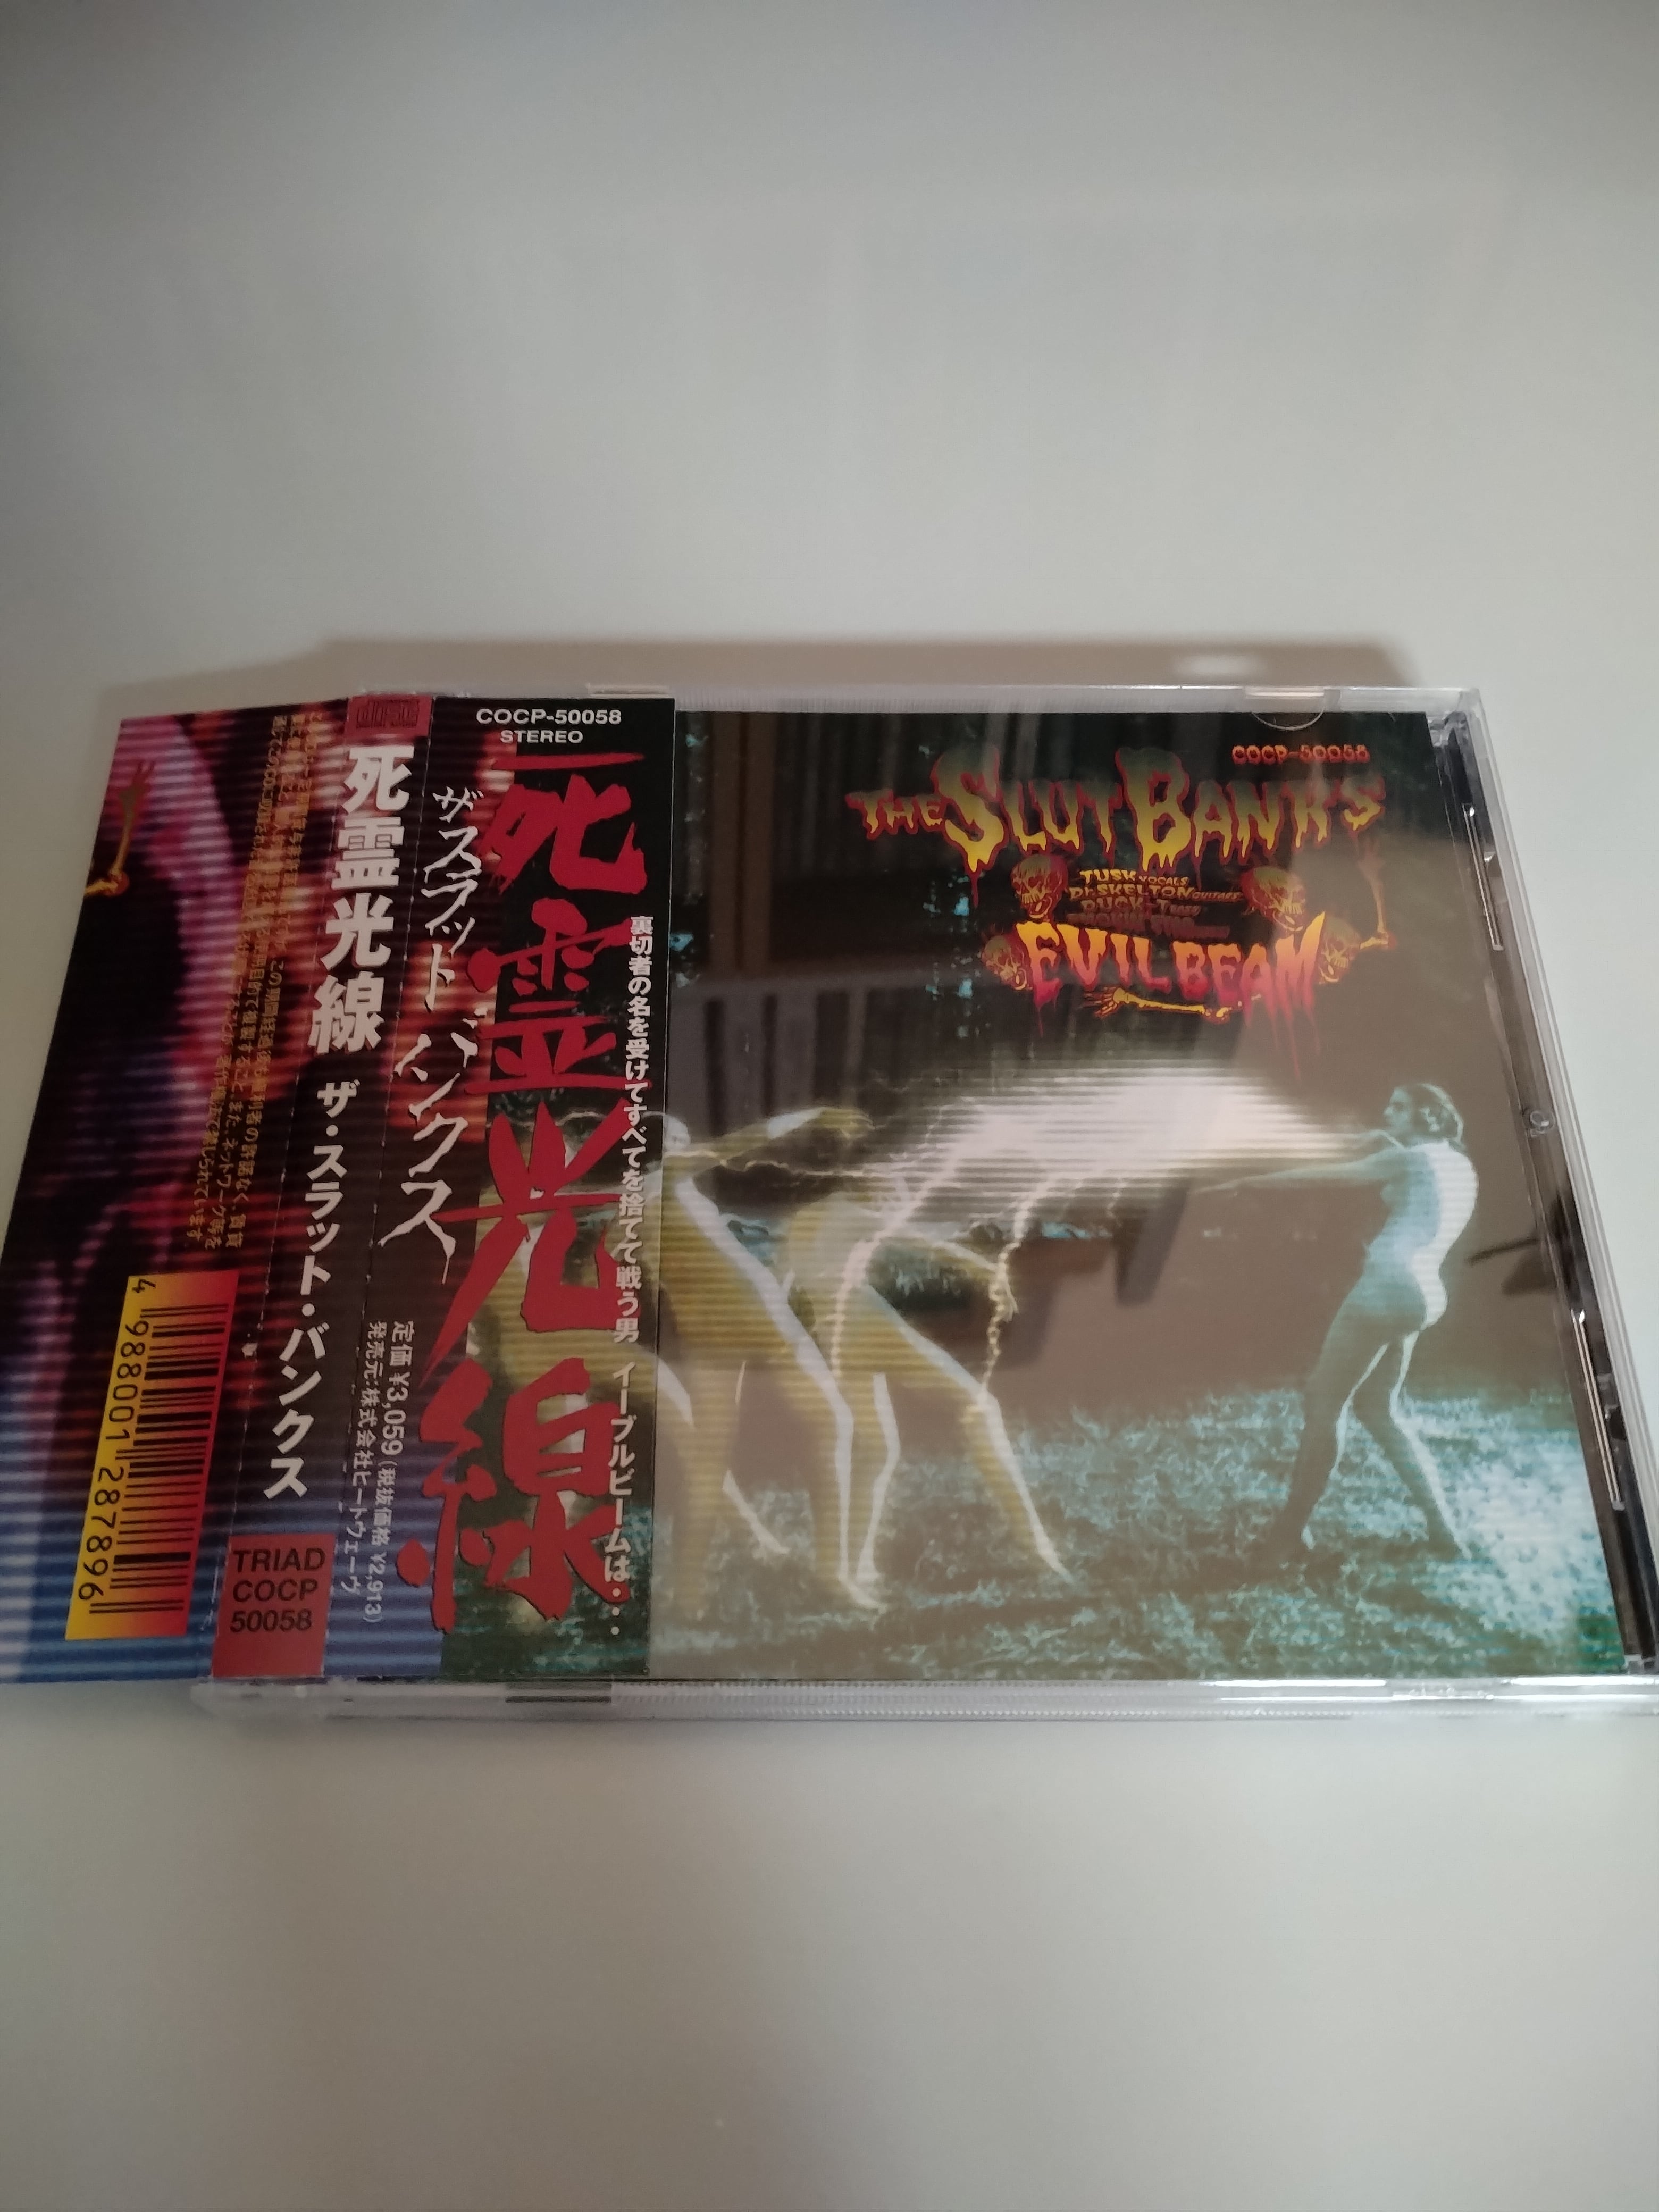 COCP-50058
STEREO
死霊光線
ザ スラット バンクス
裏切者の名を受けてすべてを捨てて戦う男 イーブルビームは・・・
定価 ¥3,059(税抜価格 ¥2,913)
発売元:株式会社ヒートウェーヴ
死霊光線 ザ・スラット・バンクス
TRIAD
COCP
50058
4 988001 287896
COCP-50058
THE SLUT BANKS
TUSK VOCALS
Dr.SKELTON GUITARS
EVIL BEAM